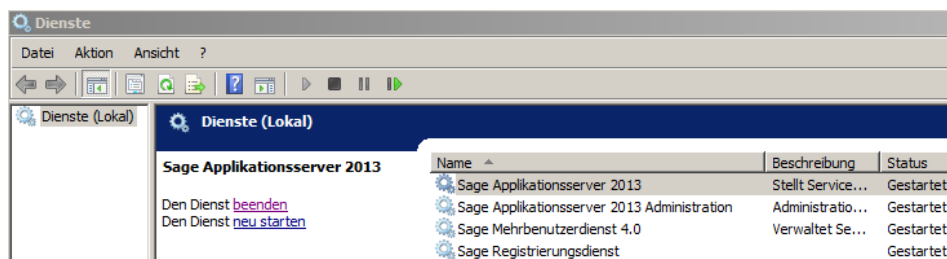 Dienste
Datei Aktion Ansicht ?
Dienste (Lokal)
Dienste (Lokal)
Sage Applikationsserver 2013
Den Dienst beenden
Den Dienst neu starten
Name Beschreibung Status
Sage Applikationsserver 2013 Stellt Service... Gestartet
Sage Applikationsserver 2013 Administration Administratio... Gestartet
Sage Mehrbenutzerdienst 4.0 Verwaltet Se... Gestartet
Sage Registrierungsdienst Gestartet